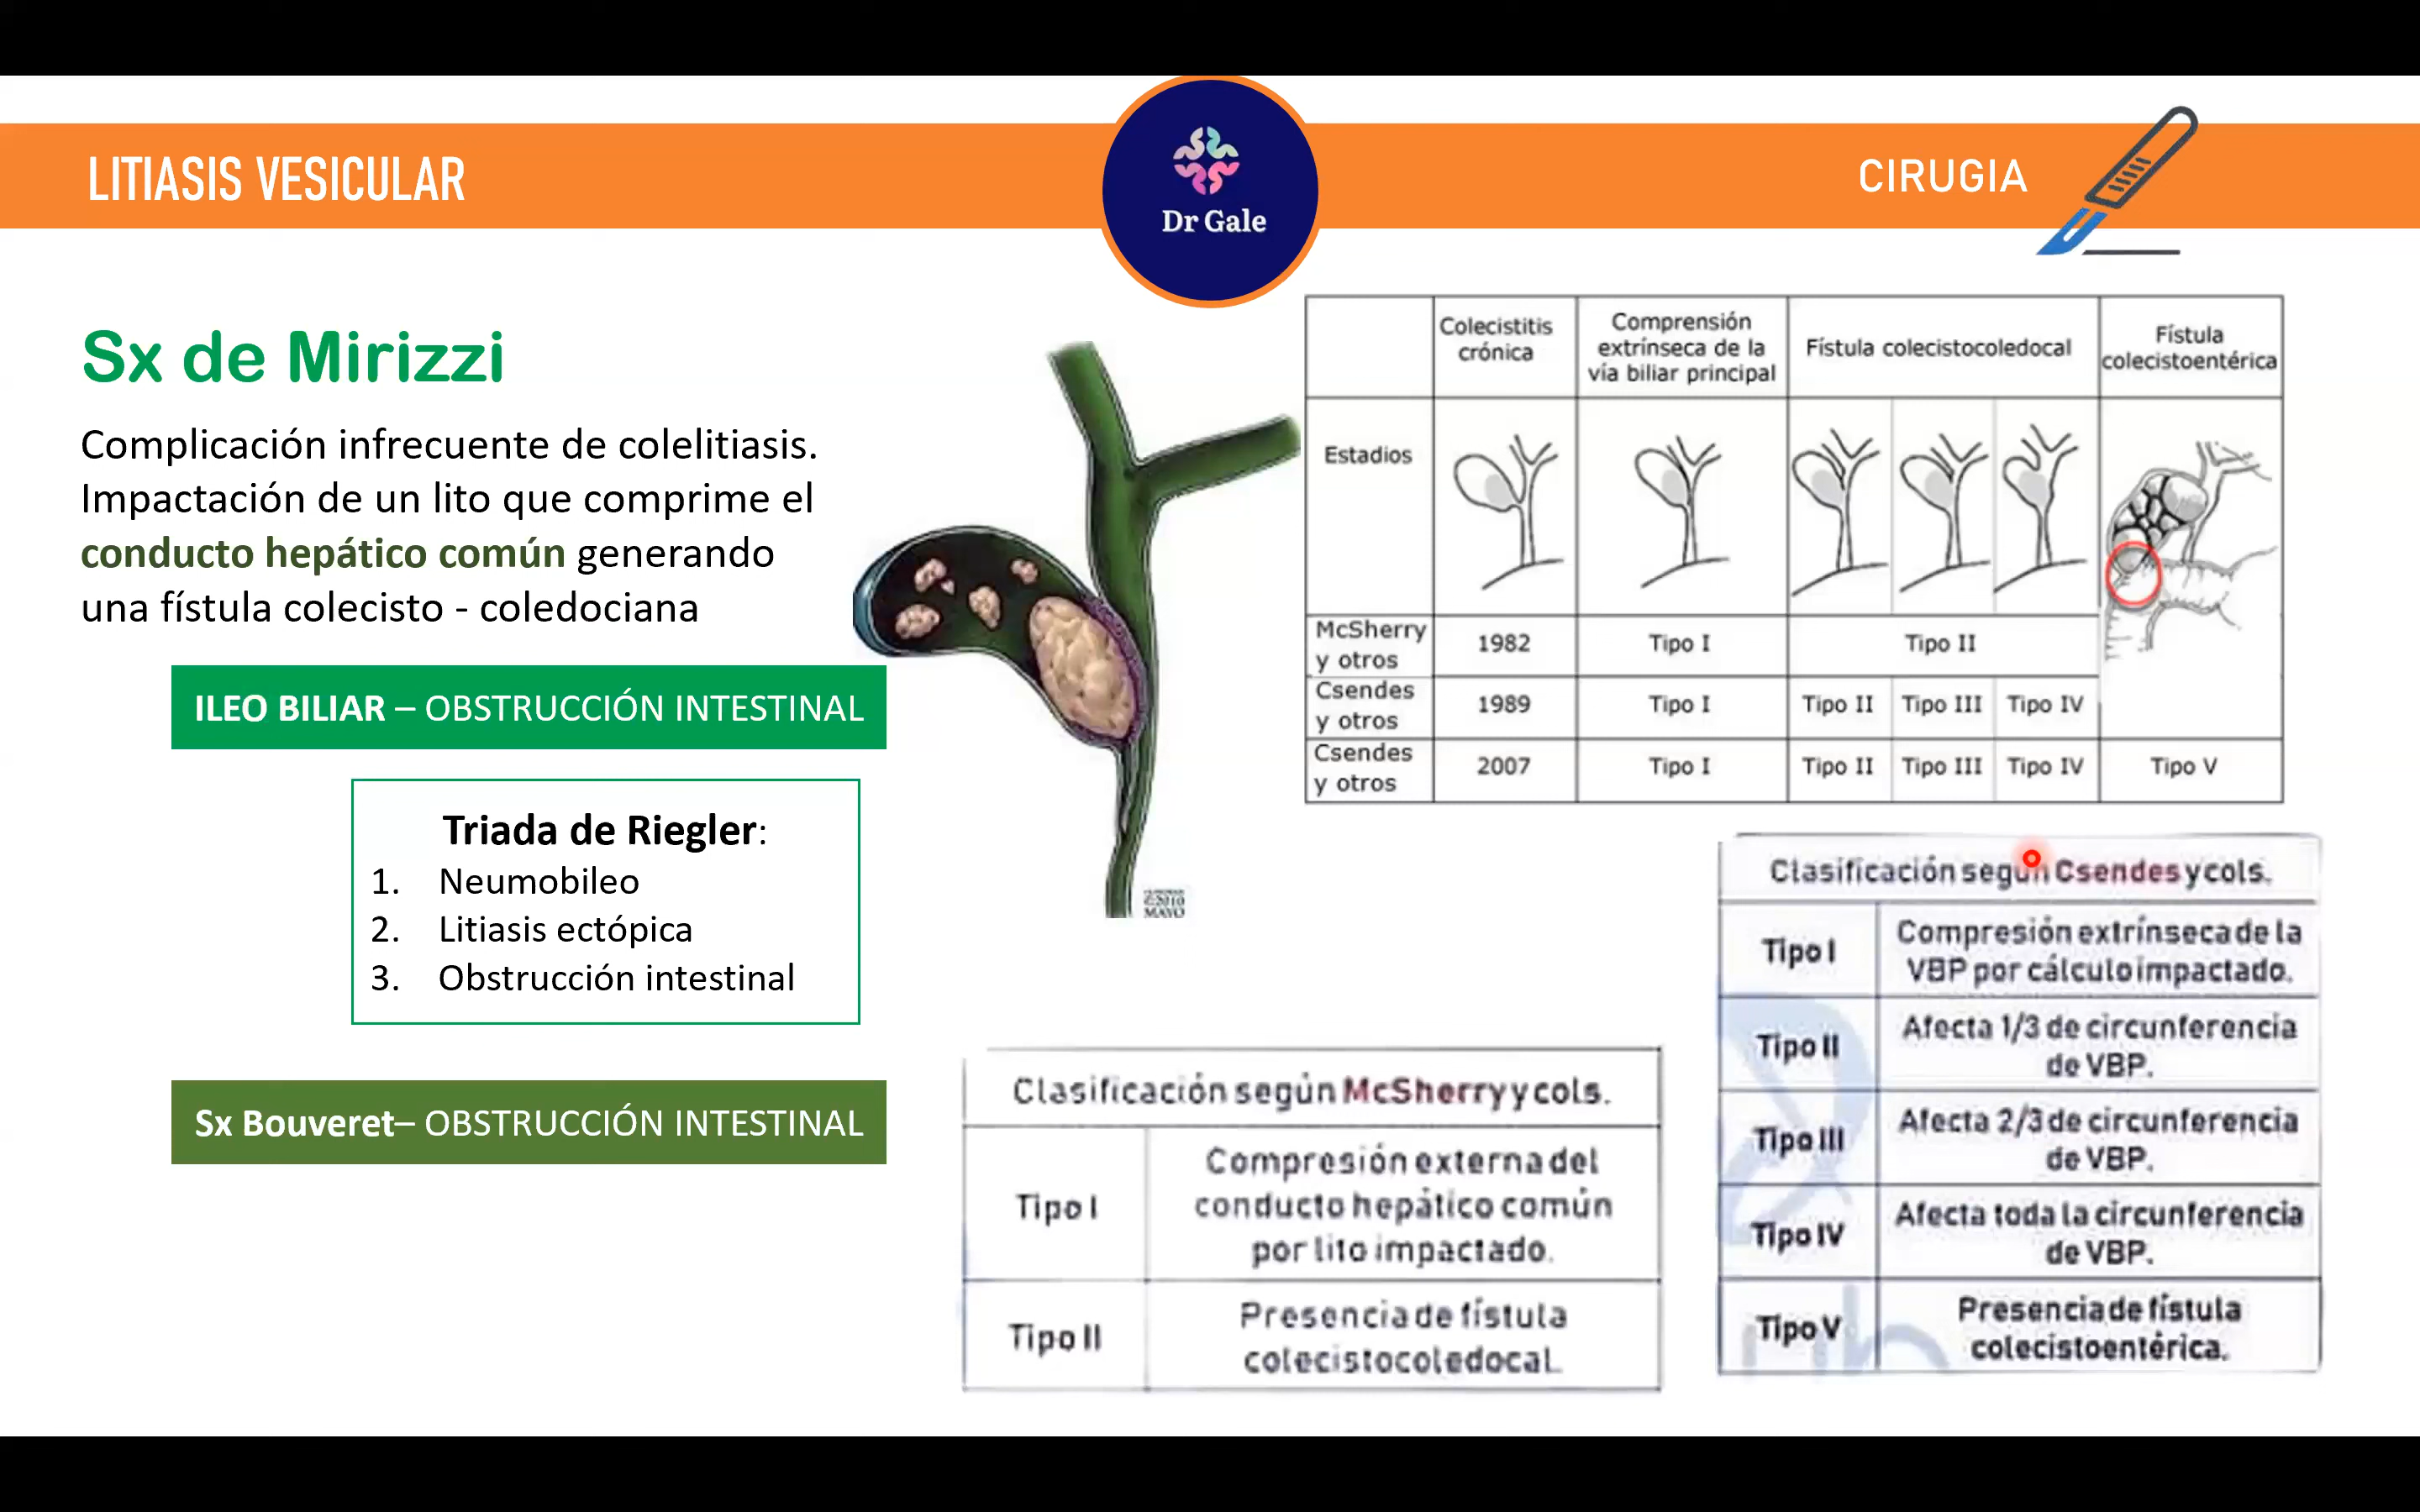 LITIASIS VESICULAR
Dr Gale
CIRUGIA
Sx de Mirizzi
Complicación infrecuente de colelitiasis.
Impactación de un lito que comprime el
conducto hepático común generando
una fístula colecisto - coledociana
ILEO BILIAR – OBSTRUCCIÓN INTESTINAL
Triada de Riegler:
1. Neumobileo
2. Litiasis ectópica
3. Obstrucción intestinal
Sx Bouveret– OBSTRUCCIÓN INTESTINAL
©2010
MAYO
Colecistitis
crónica
Comprensión
extrínseca de la
vía biliar principal
Fístula colecistocoledocal
Fístula
colecistoentérica
Estadios
McSherry
y otros
1982
Tipo I
Tipo II
Csendes
y otros
1989
Tipo I
Tipo II
Tipo III
Tipo IV
Csendes
y otros
2007
Tipo I
Tipo II
Tipo III
Tipo IV
Tipo V
Clasificación según McSherry y cols.
Tipo I
Compresión externa del
conducto hepático común
por lito impactado.
Tipo II
Presencia de fístula
colecistocoledocal.
Clasificación según Csendes y cols.
Tipo I
Compresión extrínseca de la
VBP por cálculo impactado.
Tipo II
Afecta 1/3 de circunferencia
de VBP.
Tipo III
Afecta 2/3 de circunferencia
de VBP.
Tipo IV
Afecta toda la circunferencia
de VBP.
Tipo V
Presencia de fístula
colecistoentérica.